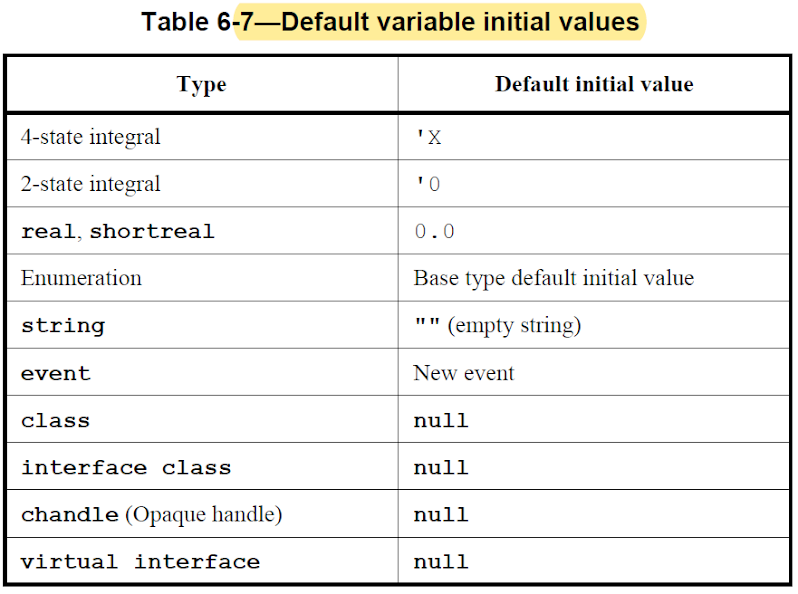 Table 6-7—Default variable initial values
Type Default initial value
4-state integral 'X
2-state integral '0
real, shortreal 0.0
Enumeration Base type default initial value
string "" (empty string)
event New event
class null
interface class null
chandle (Opaque handle) null
virtual interface null